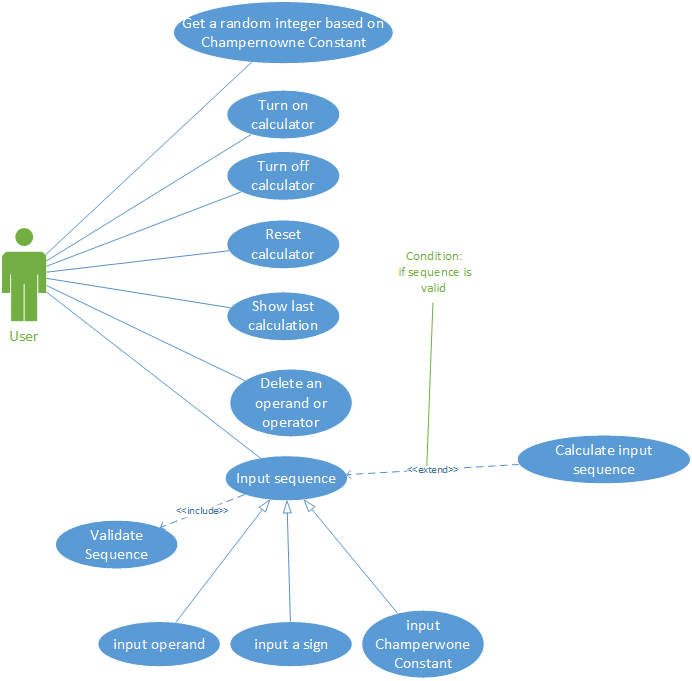 Get a random integer based on
Champernowne Constant
Turn on
calculator
Turn off
calculator
Reset
calculator
Condition:
if sequence is
valid
Show last
calculation
User
Delete an
operand or
operator
Input sequence
<<extend>>
Calculate input
sequence
<<include>>
Validate
Sequence
input operand
input a sign
input
Champerwone
Constant